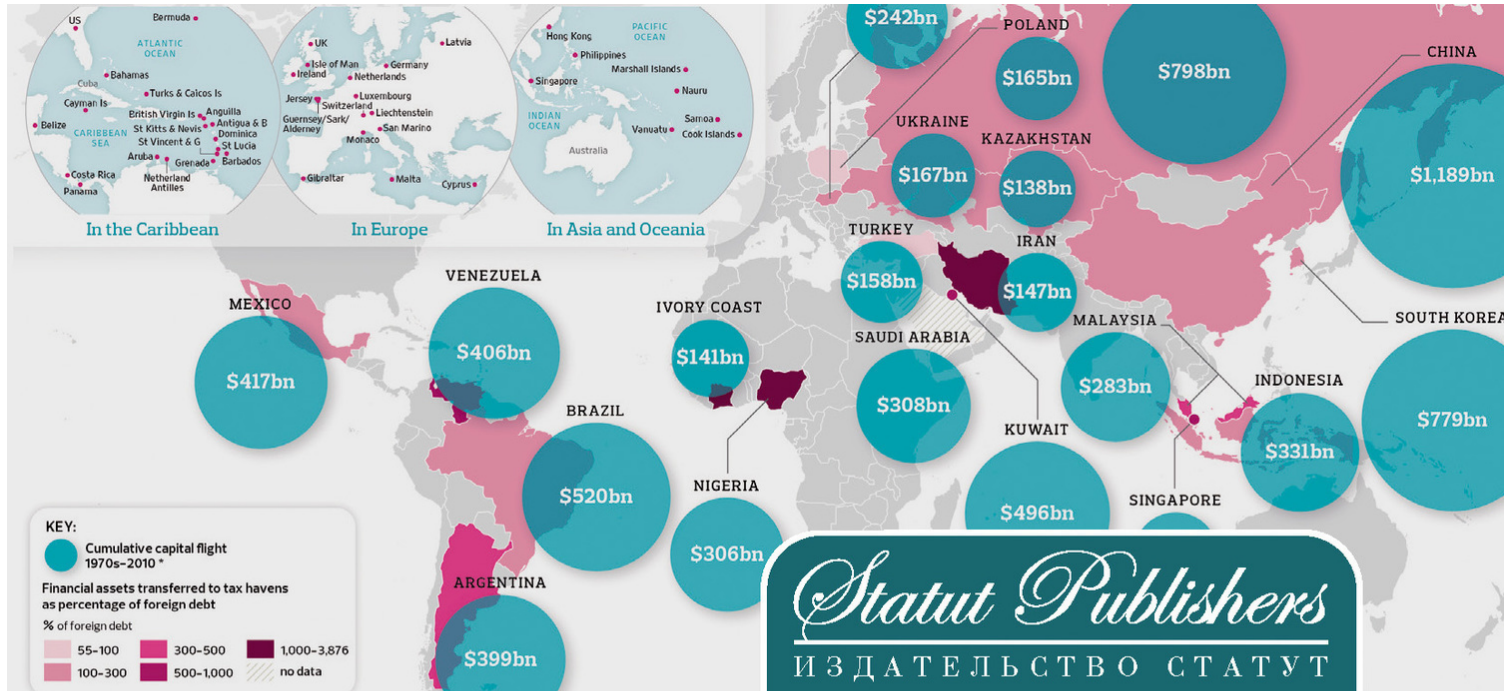 US
Bermuda
ATLANTIC
OCEAN
Bahamas
Cuba
Turks & Caicos Is
Cayman Is
British Virgin Is
Anguilla
Antigua & B
Belize
CARIBBEAN
SEA
St Kitts & Nevis
Dominica
St Vincent & G
St Lucia
Aruba
Grenada
Barbados
Netherland
Antilles
Costa Rica
Panama
In the Caribbean
UK
Latvia
Isle of Man
Ireland
Germany
Netherlands
Luxembourg
Jersey
Switzerland
Liechtenstein
Guernsey/Sark/
Alderney
San Marino
Monaco
Gibraltar
Malta
Cyprus
In Europe
PACIFIC
OCEAN
Hong Kong
Philippines
Marshall Islands
Singapore
Nauru
INDIAN
OCEAN
Samoa
Vanuatu
Cook Islands
Australia
In Asia and Oceania
$242bn
POLAND
$165bn
$798bn
CHINA
$1,189bn
UKRAINE
$167bn
KAZAKHSTAN
$138bn
TURKEY
$158bn
IRAN
$147bn
MEXICO
$417bn
VENEZUELA
$406bn
IVORY COAST
$141bn
SAUDI ARABIA
$308bn
MALAYSIA
$283bn
SOUTH KOREA
$779bn
INDONESIA
$331bn
BRAZIL
$520bn
NIGERIA
$306bn
KUWAIT
$496bn
SINGAPORE
ARGENTINA
$399bn
KEY:
Cumulative capital flight
1970s–2010 *
Financial assets transferred to tax havens
as percentage of foreign debt
% of foreign debt
55–100
300–500
1,000–3,876
100–300
500–1,000
no data
Statut Publishers
ИЗДАТЕЛЬСТВО СТАТУТ